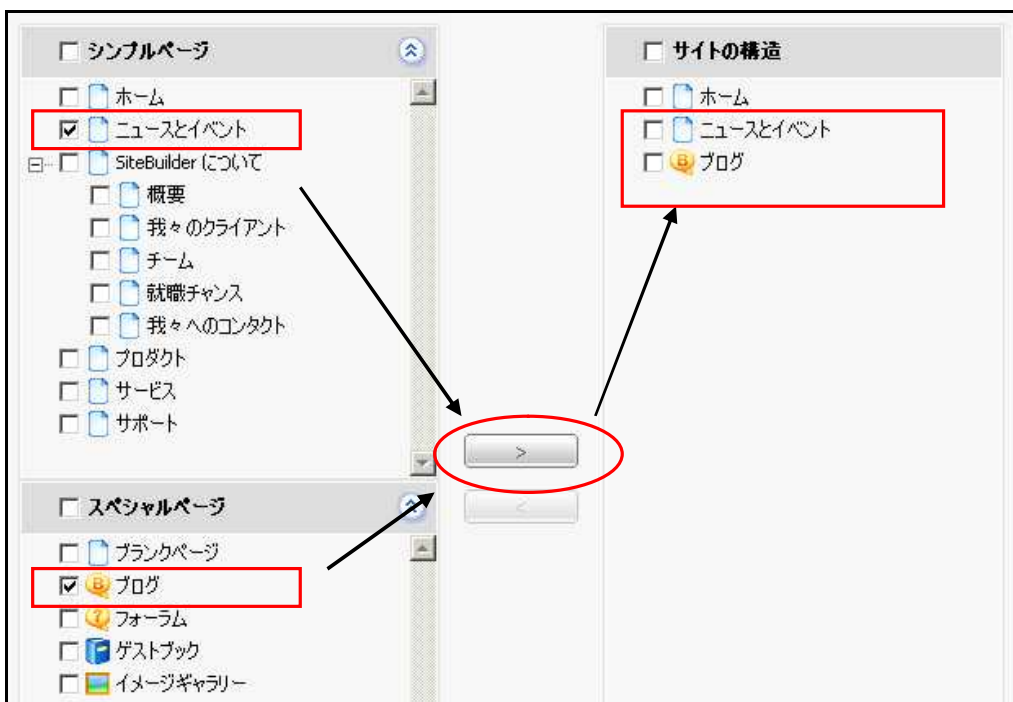 シンプルページ
ホーム
ニュースとイベント
SiteBuilder について
概要
我々のクライアント
チーム
就職チャンス
我々へのコンタクト
プロダクト
サービス
サポート
スペシャルページ
ブランクページ
ブログ
フォーラム
ゲストブック
イメージギャラリー
>
<
サイトの構造
ホーム
ニュースとイベント
ブログ